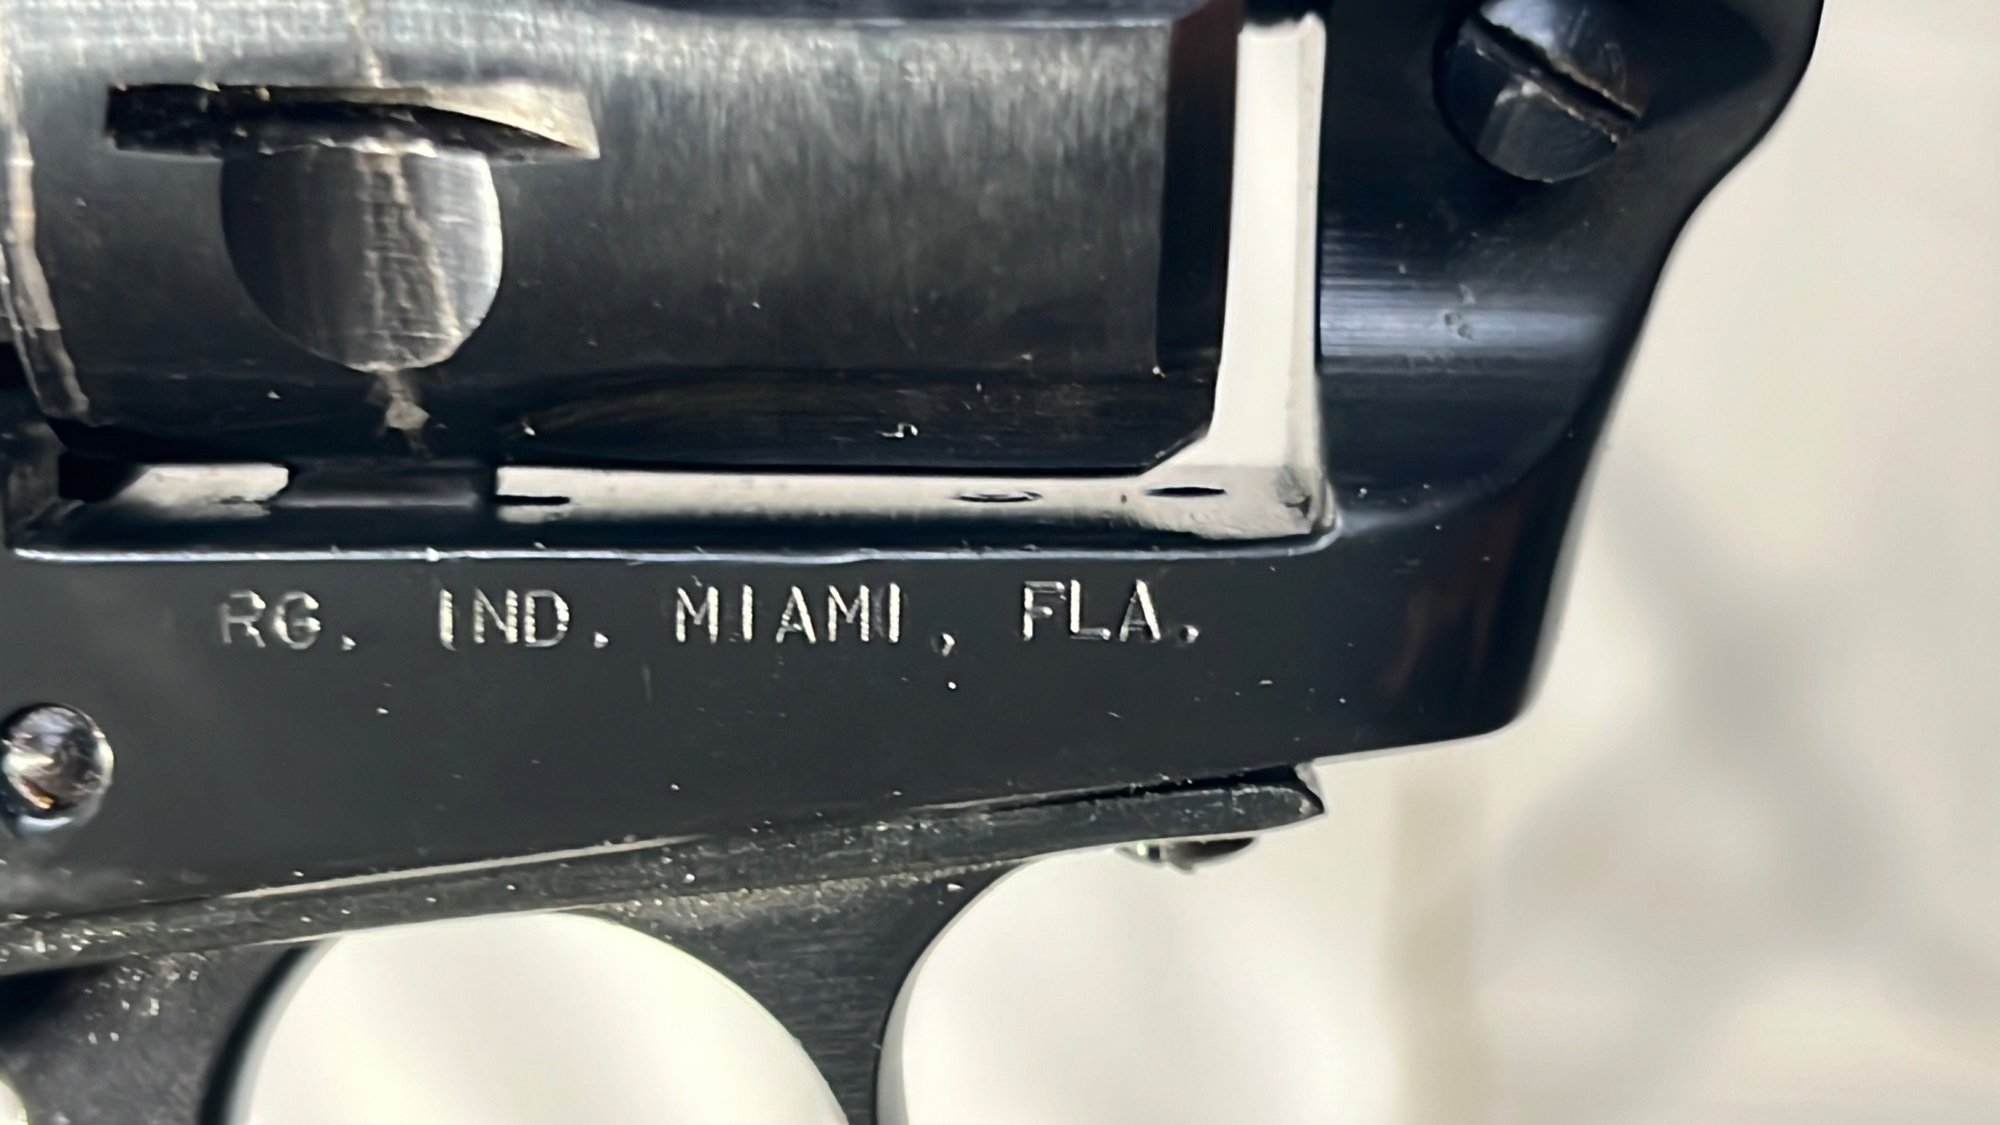 RG. IND. MIAMI, FLA.